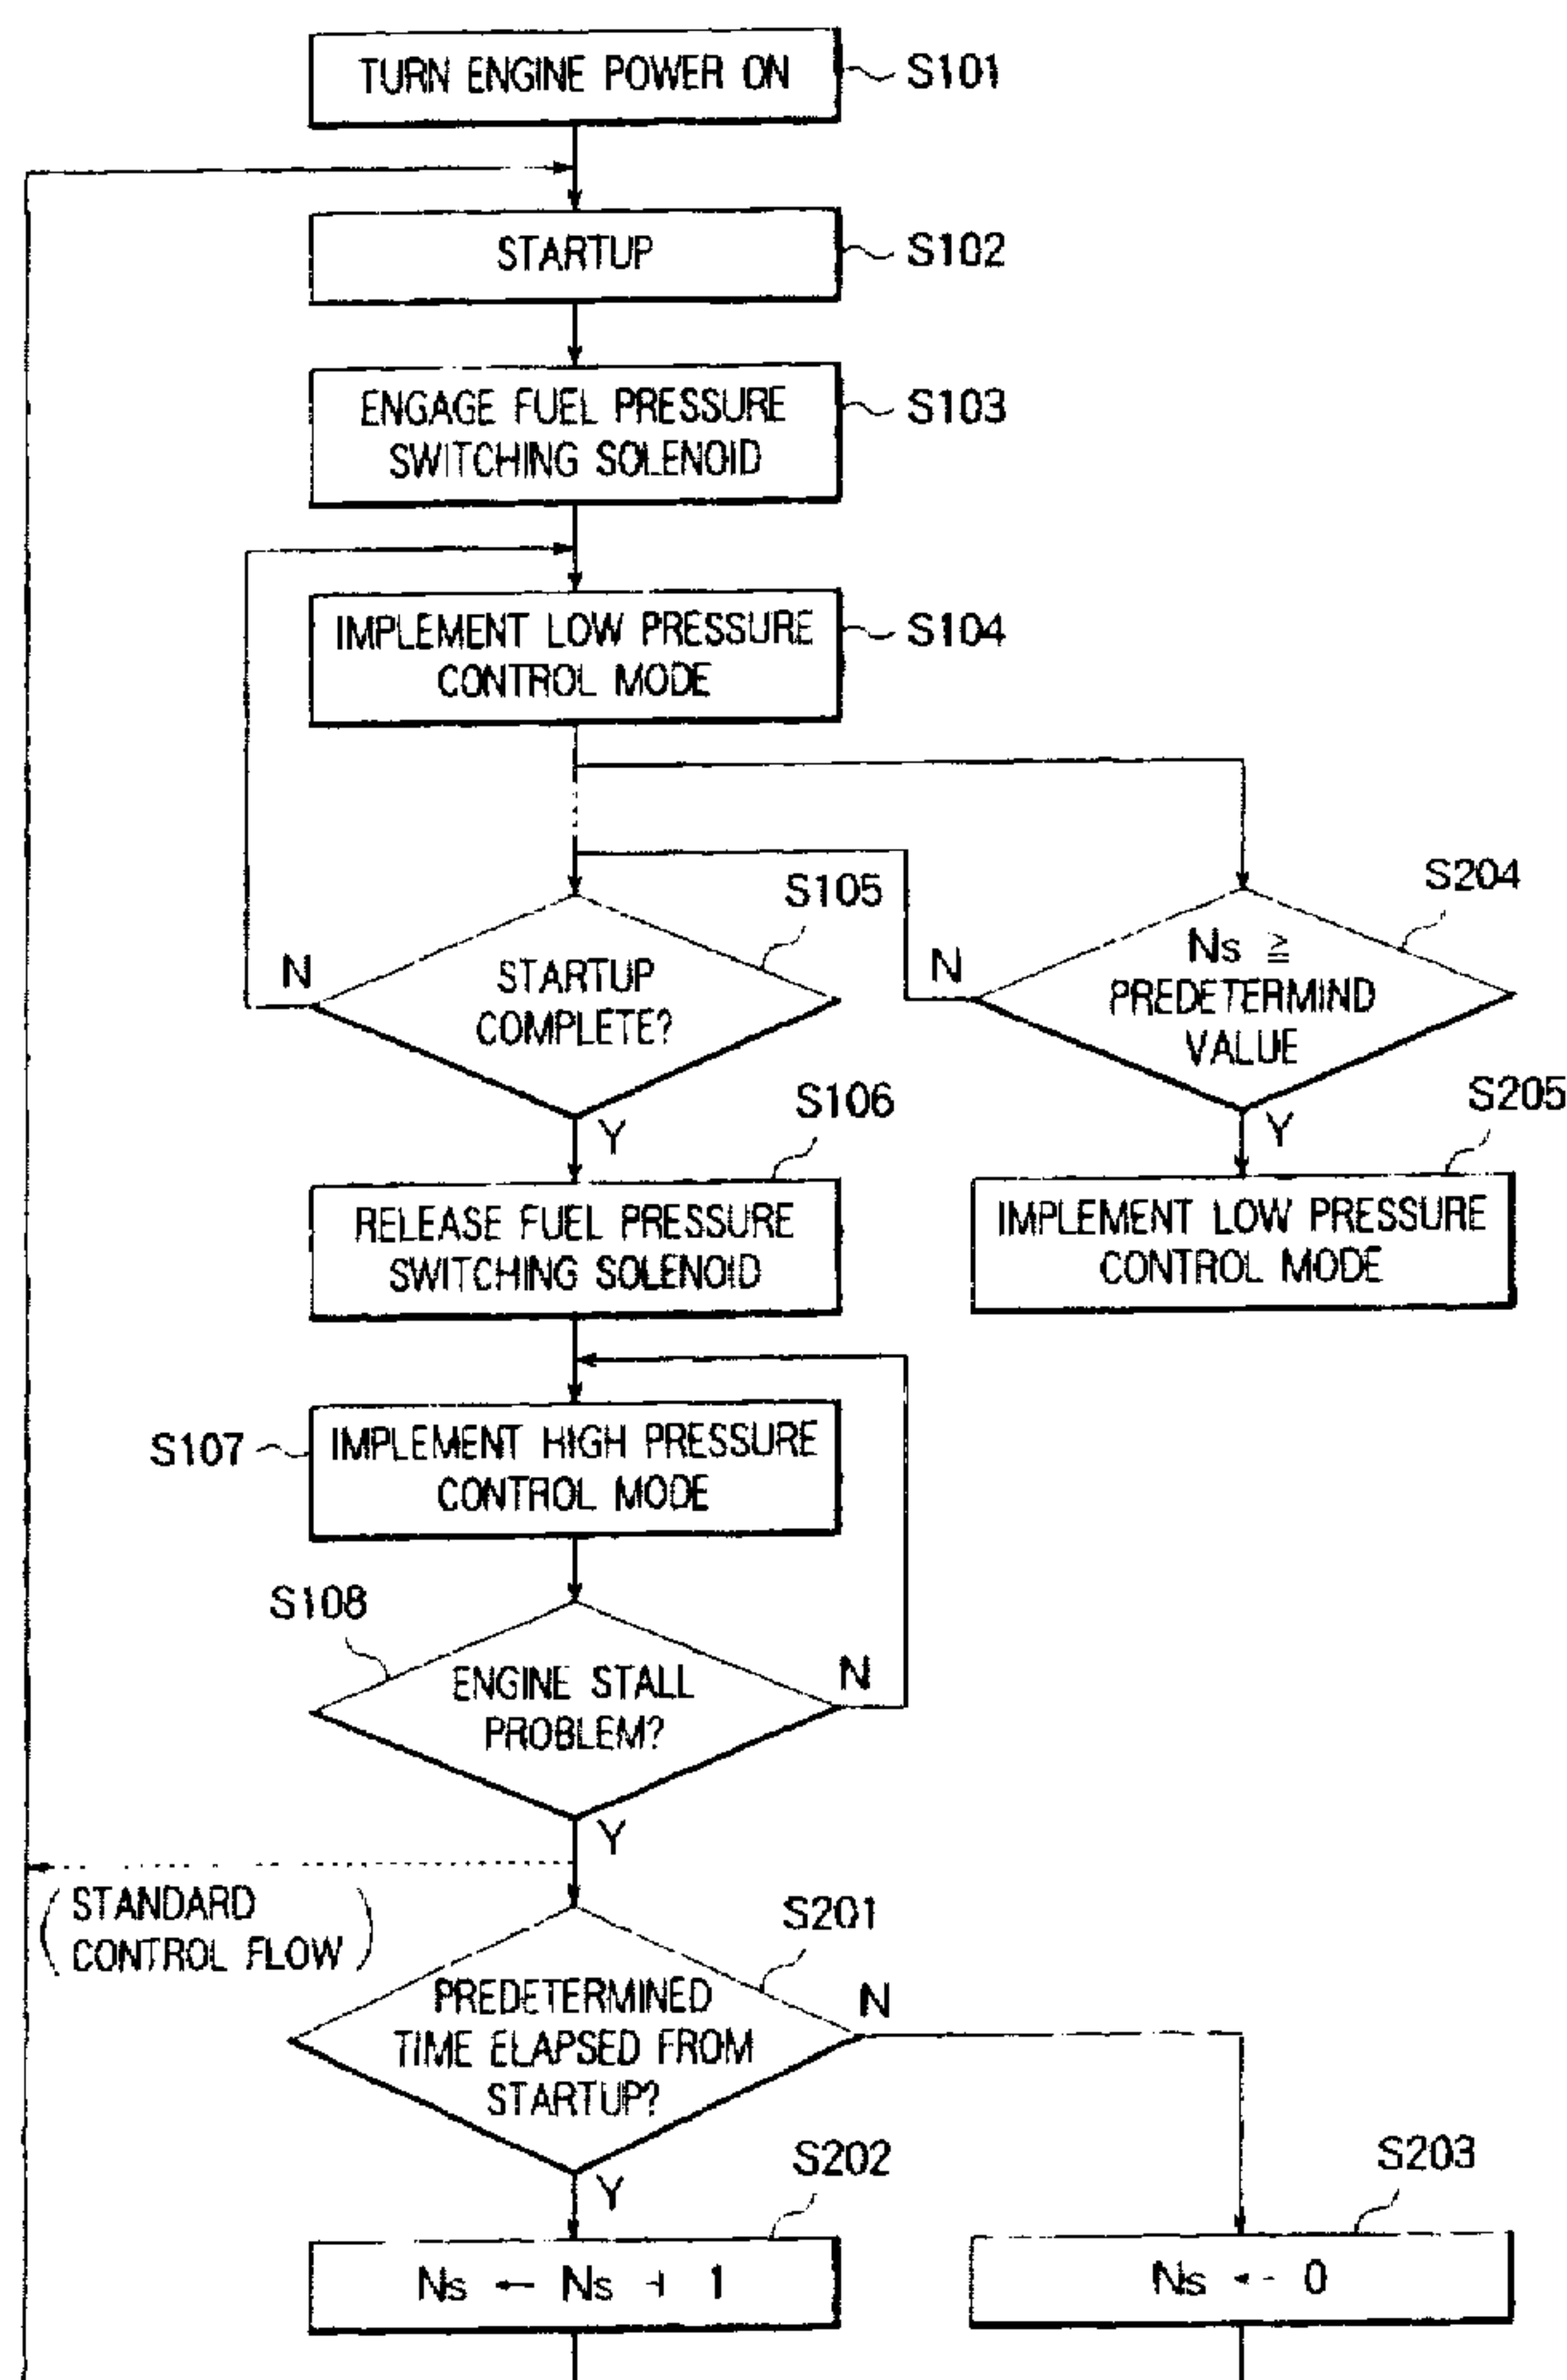 TURN ENGINE POWER ON
S101
STARTUP
S102
ENGAGE FUEL PRESSURE
SWITCHING SOLENOID
S103
IMPLEMENT LOW PRESSURE
CONTROL MODE
S104
S105
N
STARTUP
COMPLETE?
Y
S204
N
Ns ≧
PREDETERMIND
VALUE
Y
S106
RELEASE FUEL PRESSURE
SWITCHING SOLENOID
S205
IMPLEMENT LOW PRESSURE
CONTROL MODE
S107
IMPLEMENT HIGH PRESSURE
CONTROL MODE
S108
ENGINE STALL
PROBLEM?
N
Y
(STANDARD
CONTROL FLOW)
S201
PREDETERMINED
TIME ELAPSED FROM
STARTUP?
N
Y
S202
Ns ← Ns + 1
S203
Ns ← 0